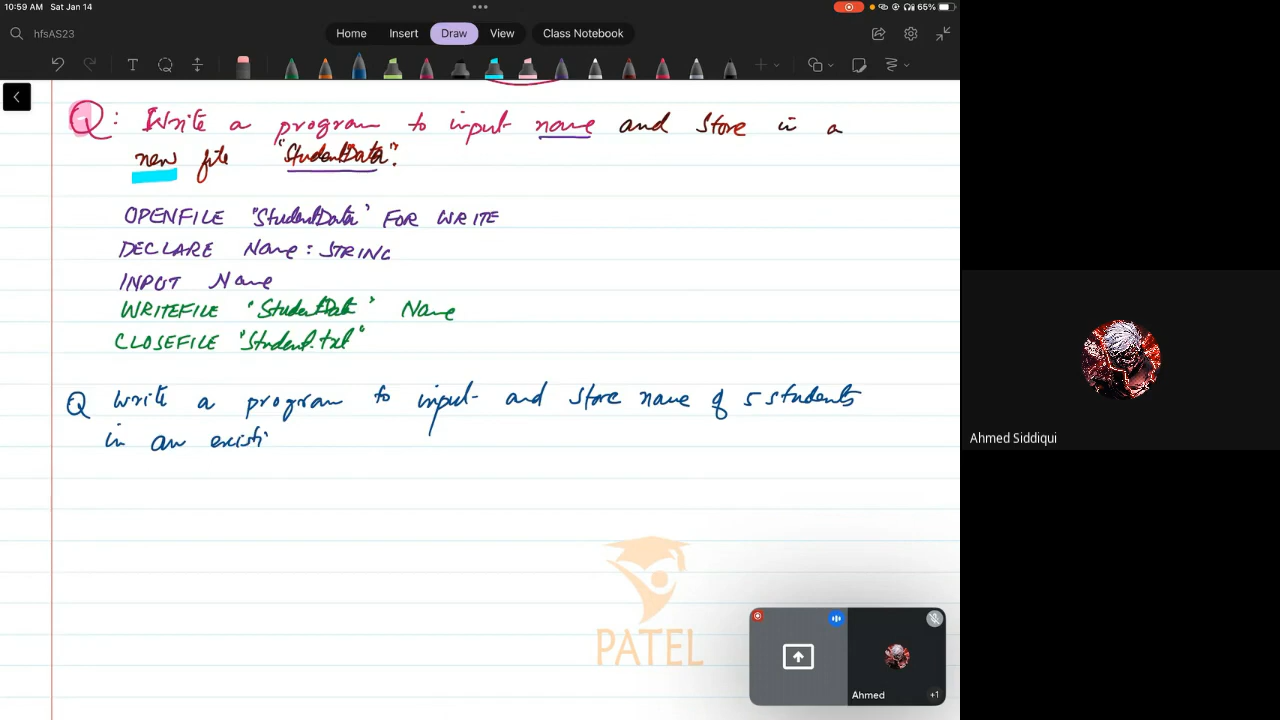 10:59 AM Sat Jan 14
65%
hfsAS23
Home Insert Draw View Class Notebook
Q: Write a program to input name and store in a
new file "StudentData".
OPENFILE "StudentData" FOR WRITE
DECLARE Name : STRING
INPUT Name
WRITEFILE "StudentData" Name
CLOSEFILE "Student.txt"
Q Write a program to input and store name of 5 students
in an existi
Ahmed Siddiqui
PATEL
Ahmed
+1